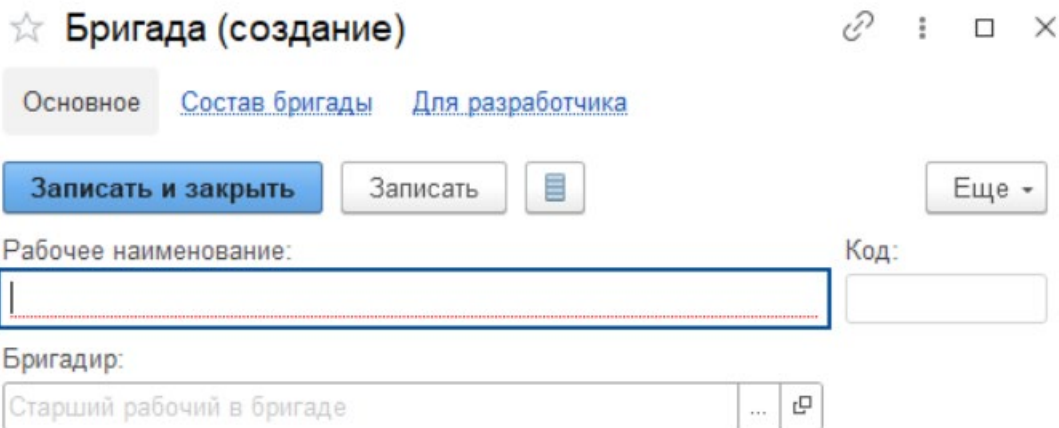 Бригада (создание)
Основное Состав бригады Для разработчика
Записать и закрыть Записать Еще
Рабочее наименование: Код:
Бригадир:
Старший рабочий в бригаде ...